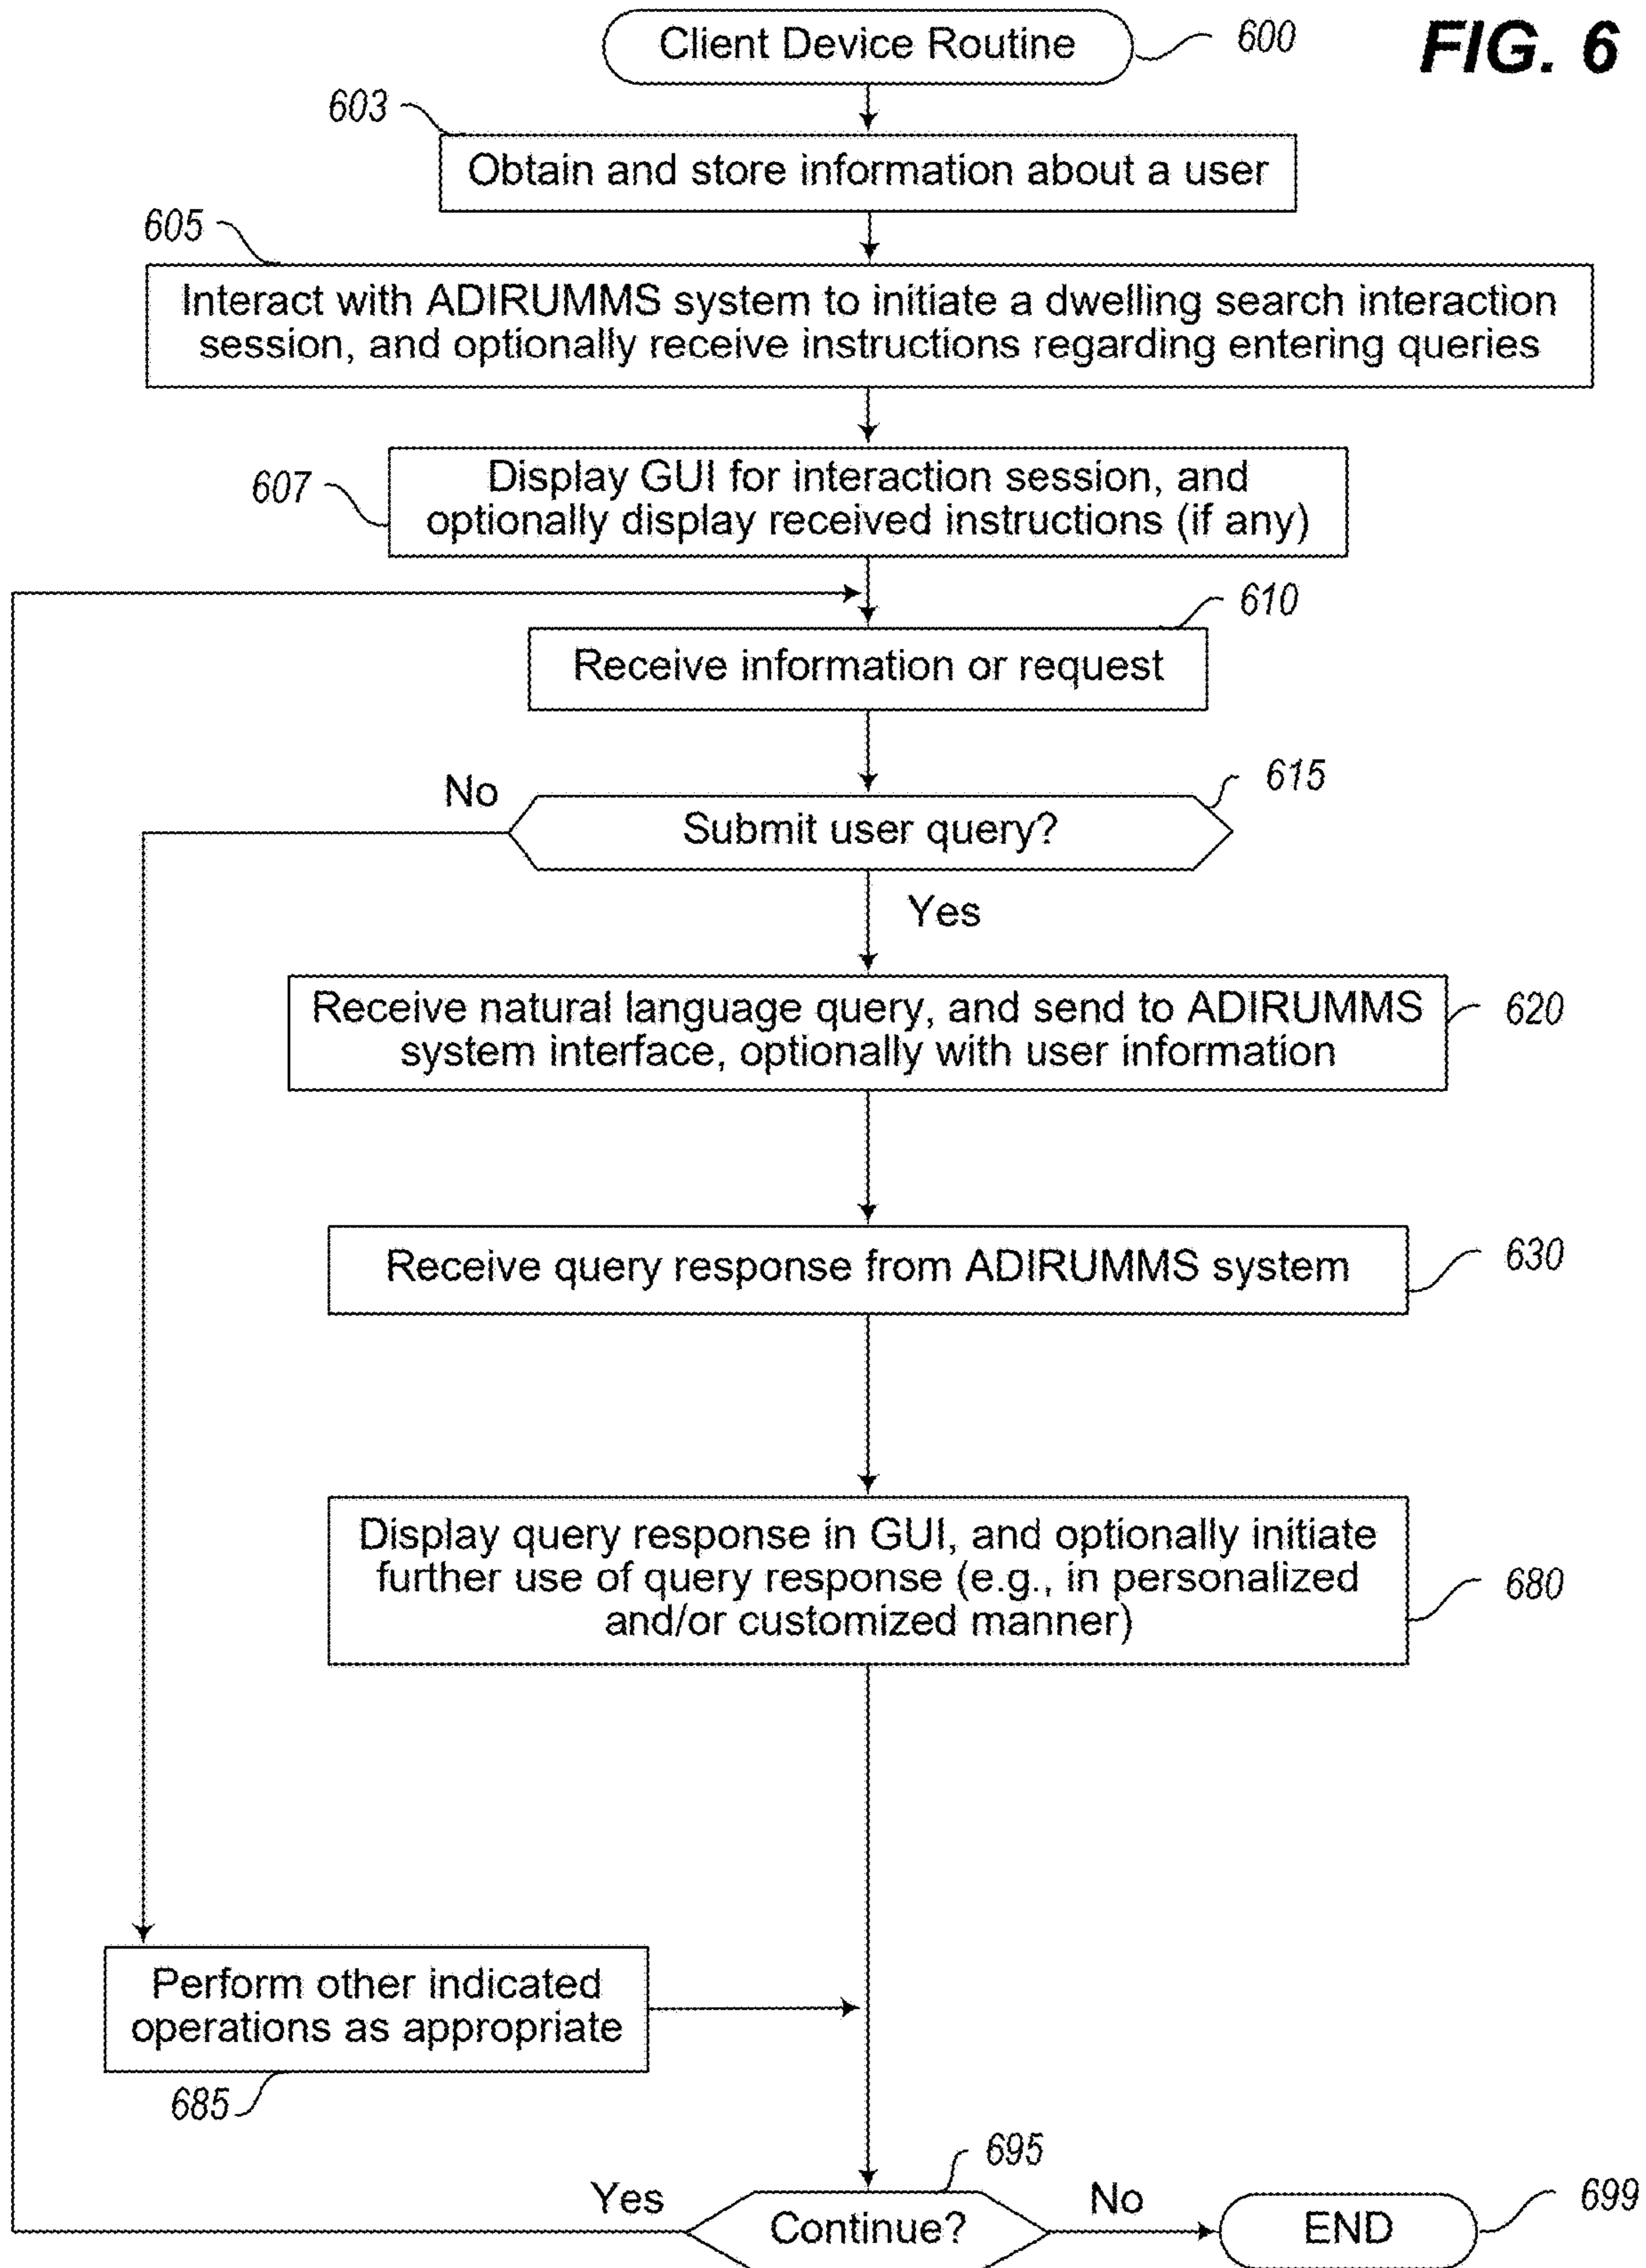 FIG. 6
Client Device Routine
600
603
Obtain and store information about a user
605
Interact with ADIRUMMS system to initiate a dwelling search interaction
session, and optionally receive instructions regarding entering queries
607
Display GUI for interaction session, and
optionally display received instructions (if any)
610
Receive information or request
615
No
Submit user query?
Yes
Receive natural language query, and send to ADIRUMMS
system interface, optionally with user information
620
Receive query response from ADIRUMMS system
630
Display query response in GUI, and optionally initiate
further use of query response (e.g., in personalized
and/or customized manner)
680
Perform other indicated
operations as appropriate
685
695
Yes
Continue?
No
END
699